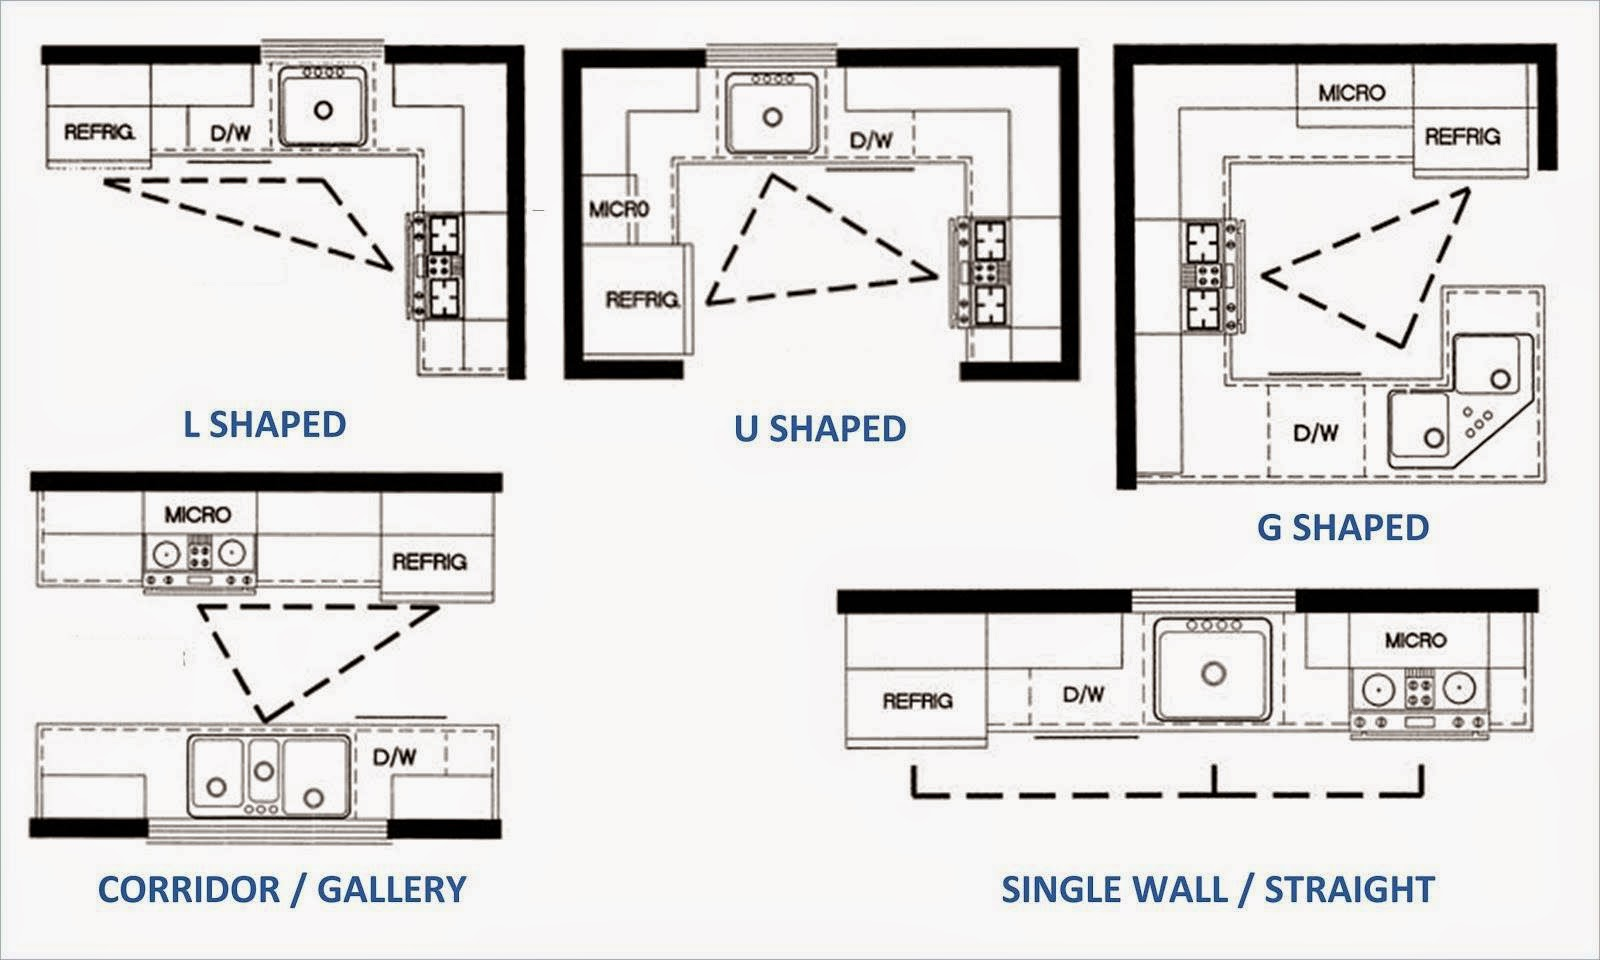 REFRIG.
D/W
L SHAPED
D/W
MICRO
REFRIG.
U SHAPED
MICRO
REFRIG
D/W
G SHAPED
MICRO
REFRIG
D/W
CORRIDOR / GALLERY
MICRO
REFRIG
D/W
SINGLE WALL / STRAIGHT